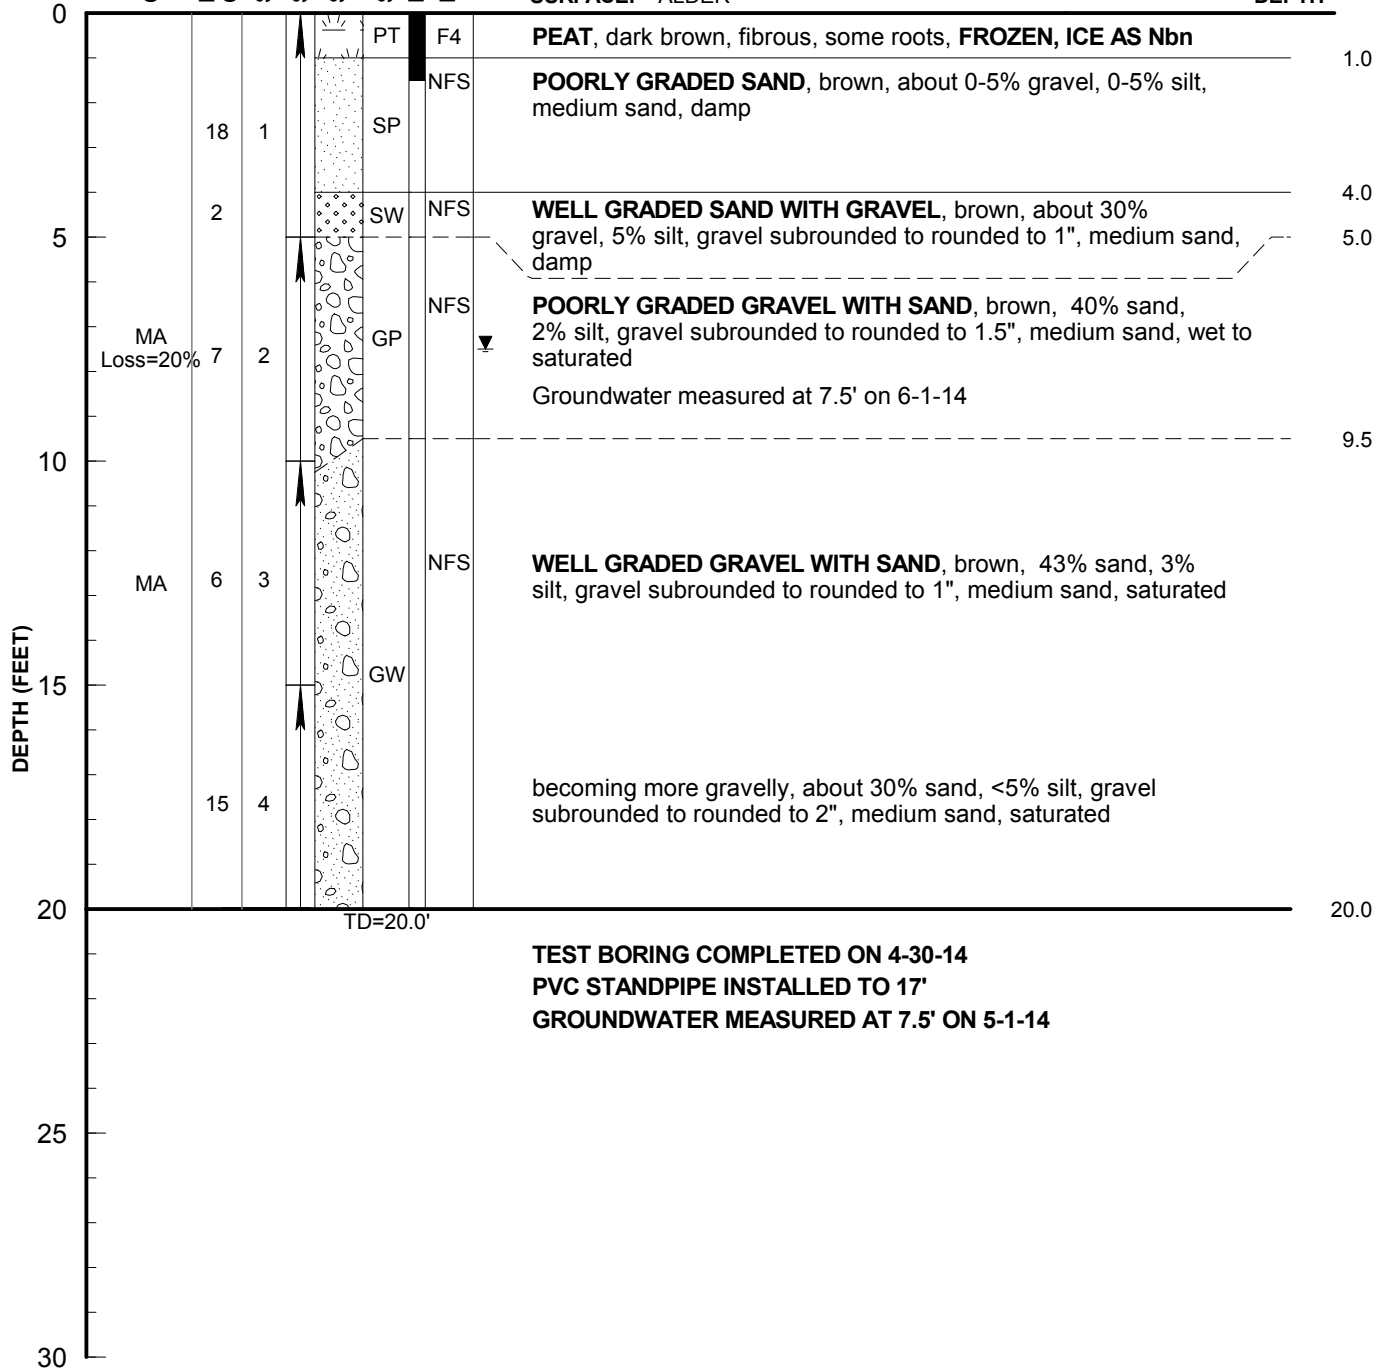 SURFACE: ALDER DEPTH
0
PT F4 PEAT, dark brown, fibrous, some roots, FROZEN, ICE AS Nbn
1.0
NFS POORLY GRADED SAND, brown, about 0-5% gravel, 0-5% silt,
medium sand, damp
18 1 SP
4.0
2 SW NFS WELL GRADED SAND WITH GRAVEL, brown, about 30%
gravel, 5% silt, gravel subrounded to rounded to 1", medium sand,
damp
5 5.0
NFS POORLY GRADED GRAVEL WITH SAND, brown, 40% sand,
2% silt, gravel subrounded to rounded to 1.5", medium sand, wet to
saturated
MA
Loss=20% 7 2 GP
Groundwater measured at 7.5' on 6-1-14
9.5
10
NFS WELL GRADED GRAVEL WITH SAND, brown, 43% sand, 3%
silt, gravel subrounded to rounded to 1", medium sand, saturated
MA 6 3
GW
15
DEPTH (FEET)
becoming more gravelly, about 30% sand, <5% silt, gravel
subrounded to rounded to 2", medium sand, saturated
15 4
20 20.0
TD=20.0'
TEST BORING COMPLETED ON 4-30-14
PVC STANDPIPE INSTALLED TO 17'
GROUNDWATER MEASURED AT 7.5' ON 5-1-14
25
30